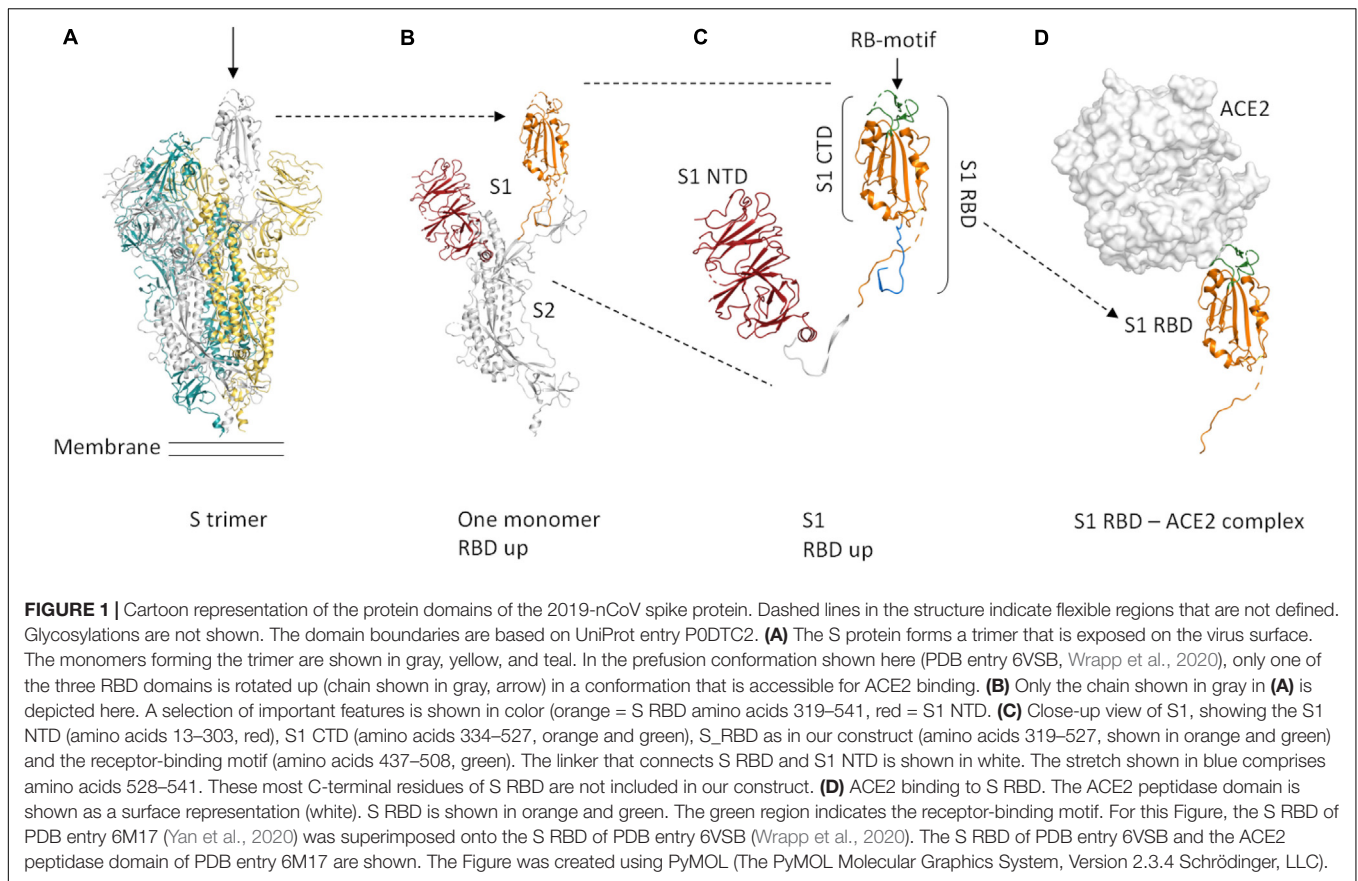 A
B
C
D
RB-motif
ACE2
S1 CTD
S1 RBD
S1 NTD
S1
S2
S1 RBD
Membrane
S trimer
One monomer
RBD up
S1
RBD up
S1 RBD – ACE2 complex
FIGURE 1 | Cartoon representation of the protein domains of the 2019-nCoV spike protein. Dashed lines in the structure indicate flexible regions that are not defined.
Glycosylations are not shown. The domain boundaries are based on UniProt entry P0DTC2. (A) The S protein forms a trimer that is exposed on the virus surface.
The monomers forming the trimer are shown in gray, yellow, and teal. In the prefusion conformation shown here (PDB entry 6VSB, Wrapp et al., 2020), only one of
the three RBD domains is rotated up (chain shown in gray, arrow) in a conformation that is accessible for ACE2 binding. (B) Only the chain shown in gray in (A) is
depicted here. A selection of important features is shown in color (orange = S RBD amino acids 319–541, red = S1 NTD. (C) Close-up view of S1, showing the S1
NTD (amino acids 13–303, red), S1 CTD (amino acids 334–527, orange and green), S_RBD as in our construct (amino acids 319–527, shown in orange and green)
and the receptor-binding motif (amino acids 437–508, green). The linker that connects S RBD and S1 NTD is shown in white. The stretch shown in blue comprises
amino acids 528–541. These most C-terminal residues of S RBD are not included in our construct. (D) ACE2 binding to S RBD. The ACE2 peptidase domain is
shown as a surface representation (white). S RBD is shown in orange and green. The green region indicates the receptor-binding motif. For this Figure, the S RBD of
PDB entry 6M17 (Yan et al., 2020) was superimposed onto the S RBD of PDB entry 6VSB (Wrapp et al., 2020). The S RBD of PDB entry 6VSB and the ACE2
peptidase domain of PDB entry 6M17 are shown. The Figure was created using PyMOL (The PyMOL Molecular Graphics System, Version 2.3.4 Schrödinger, LLC).